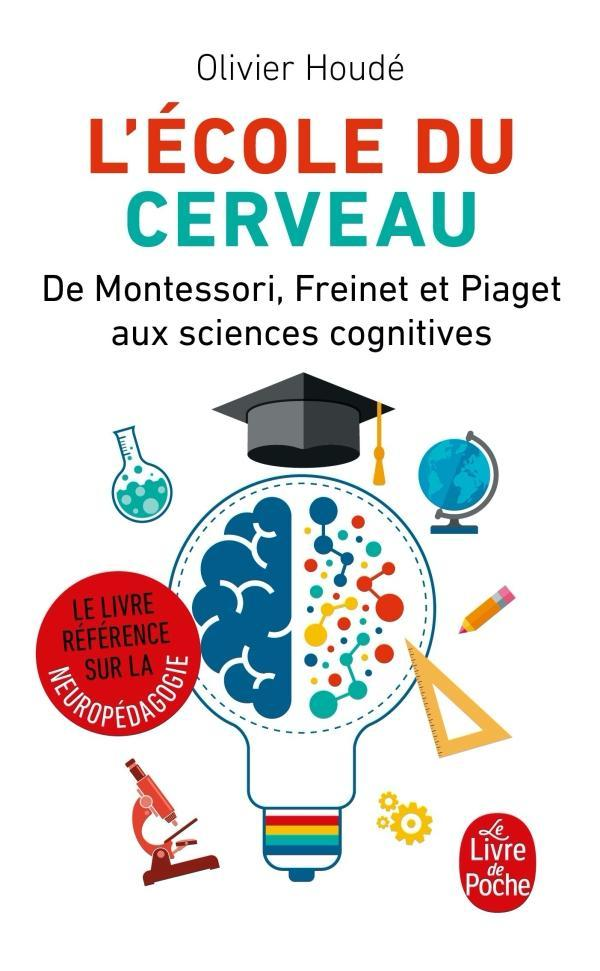 Olivier Houdé
L'ÉCOLE DU
CERVEAU
De Montessori, Freinet et Piaget
aux sciences cognitives
LE LIVRE
RÉFÉRENCE
SUR LA
NEUROPÉDAGOGIE
Le
Livre
de
Poche